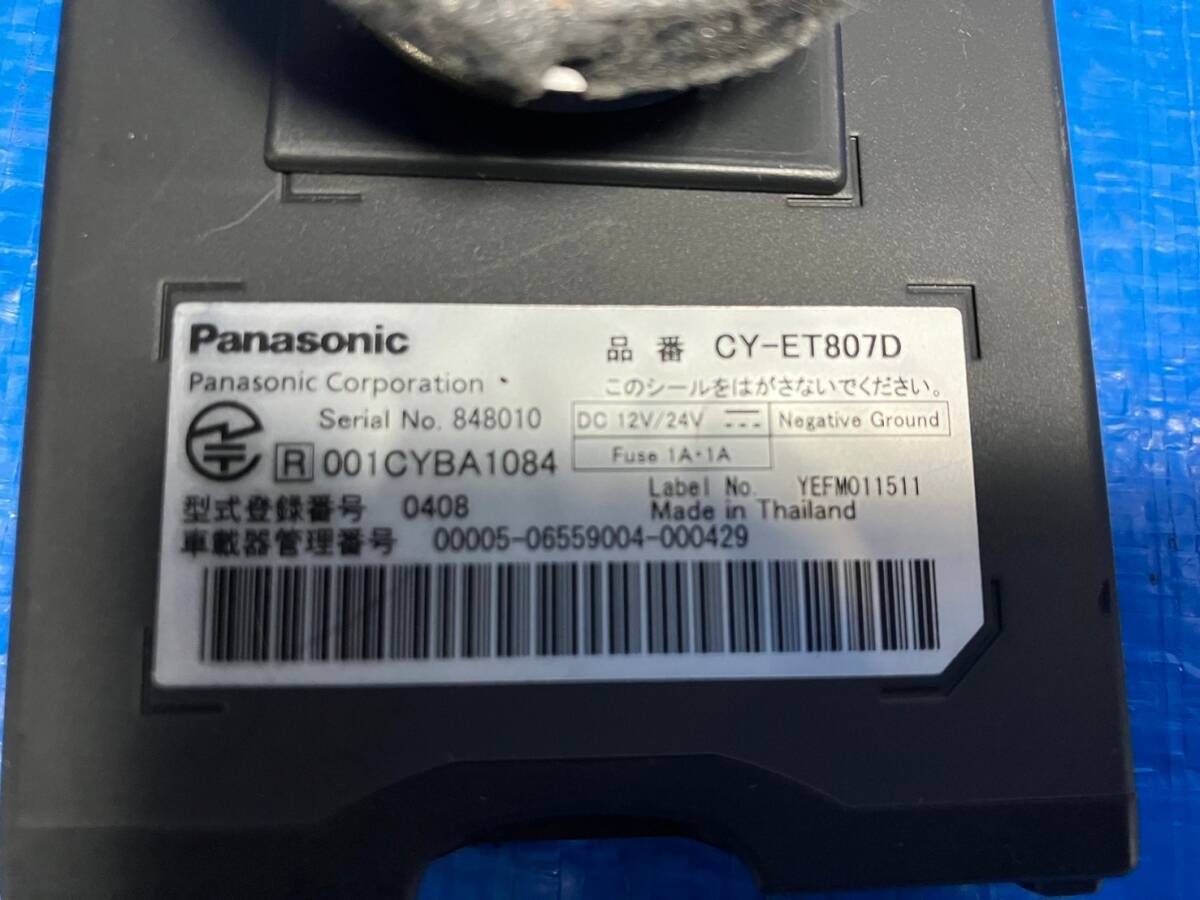 Panasonic
品番 CY-ET807D
Panasonic Corporation
このシールをはがさないでください。
Serial No. 848010
DC 12V/24V
Negative Ground
Fuse 1A・1A
R 001CYBA1084
Label No. YEFM011511
型式登録番号 0408
Made in Thailand
車載器管理番号 00005-06559004-000429